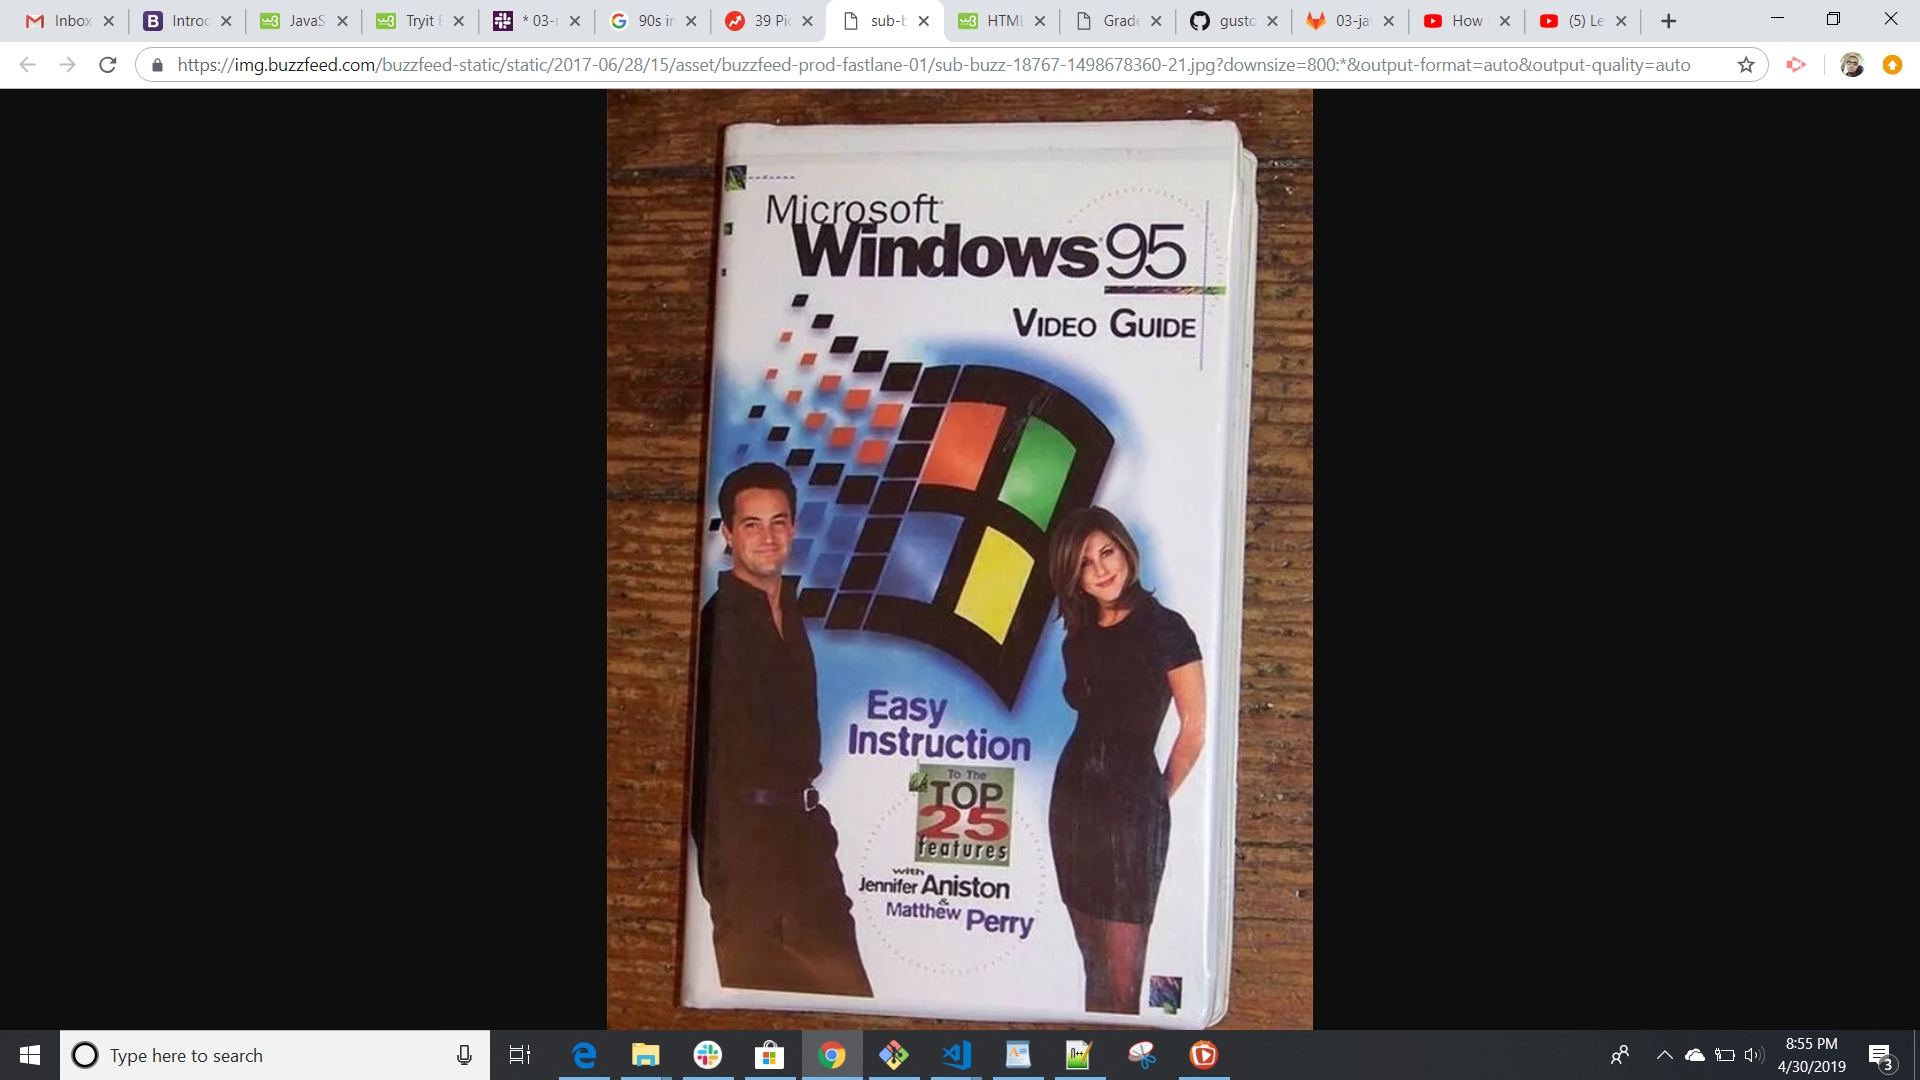 Inbox
Introd
JavaS
Tryit E
* 03-r
90s in
39 Pic
sub-b
HTML
Grade
gusto
03-jav
How
(5) Le
https://img.buzzfeed.com/buzzfeed-static/static/2017-06/28/15/asset/buzzfeed-prod-fastlane-01/sub-buzz-18767-1498678360-21.jpg?downsize=800:*&output-format=auto&output-quality=auto
Microsoft
Windows 95
VIDEO GUIDE
Easy
Instruction
To The
TOP
25
features
with
Jennifer Aniston
&
Matthew Perry
Type here to search
8:55 PM
4/30/2019
3